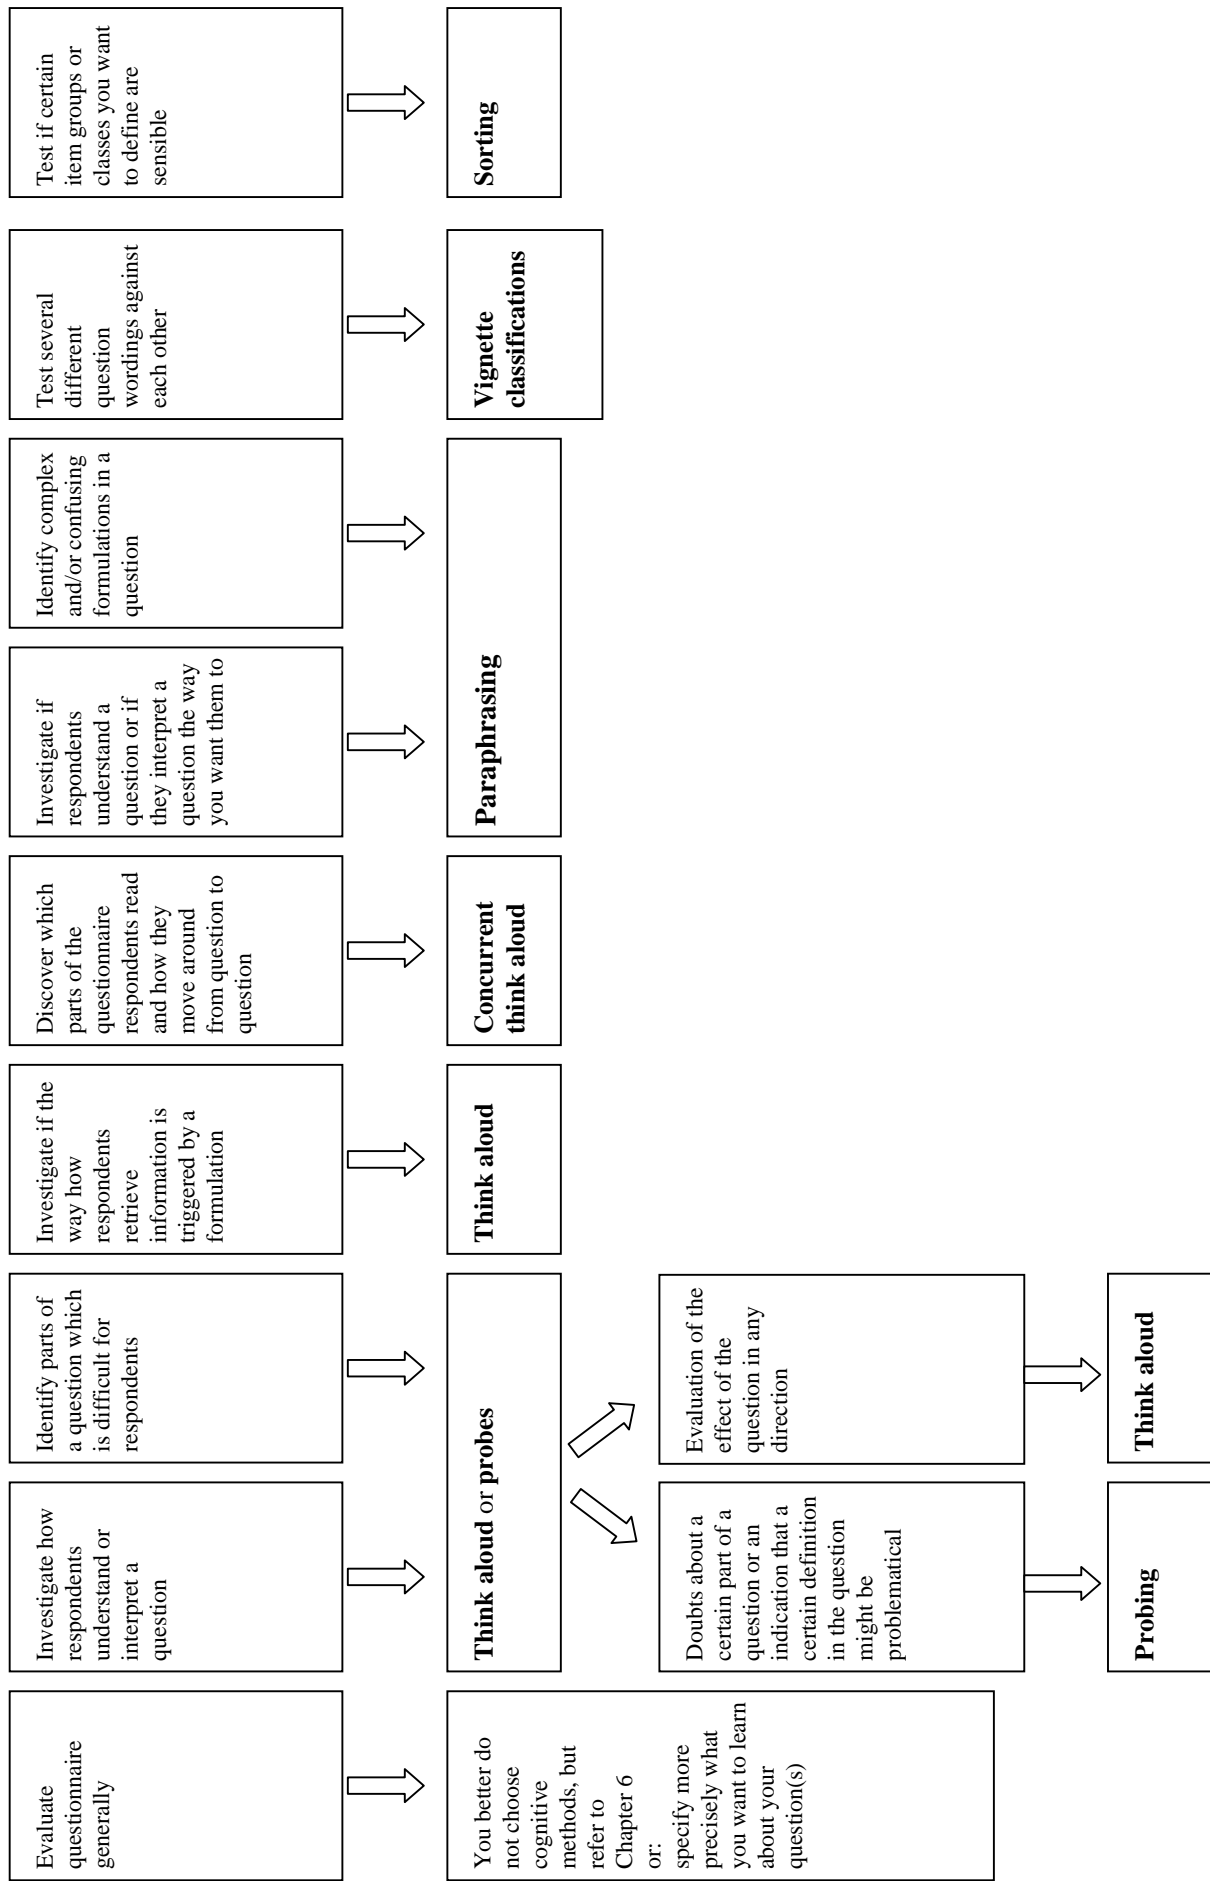 Evaluate
questionnaire
generally
Investigate how
respondents
understand or
interpret a
question
Identify parts of
a question which
is difficult for
respondents
Investigate if the
way how
respondents
retrieve
information is
triggered by a
formulation
Discover which
parts of the
questionnaire
respondents read
and how they
move around
from question to
question
Investigate if
respondents
understand a
question or if
they interpret a
question the way
you want them to
Identify complex
and/or confusing
formulations in a
question
Test several
different
question
wordings against
each other
Test if certain
item groups or
classes you want
to define are
sensible
You better do
not choose
cognitive
methods, but
refer to
Chapter 6
or:
specify more
precisely what
you want to learn
about your
question(s)
Think aloud or probes
Think aloud
Concurrent
think aloud
Paraphrasing
Vignette
classifications
Sorting
Doubts about a
certain part of a
question or an
indication that a
certain definition
in the question
might be
problematical
Evaluation of the
effect of the
question in any
direction
Probing
Think aloud